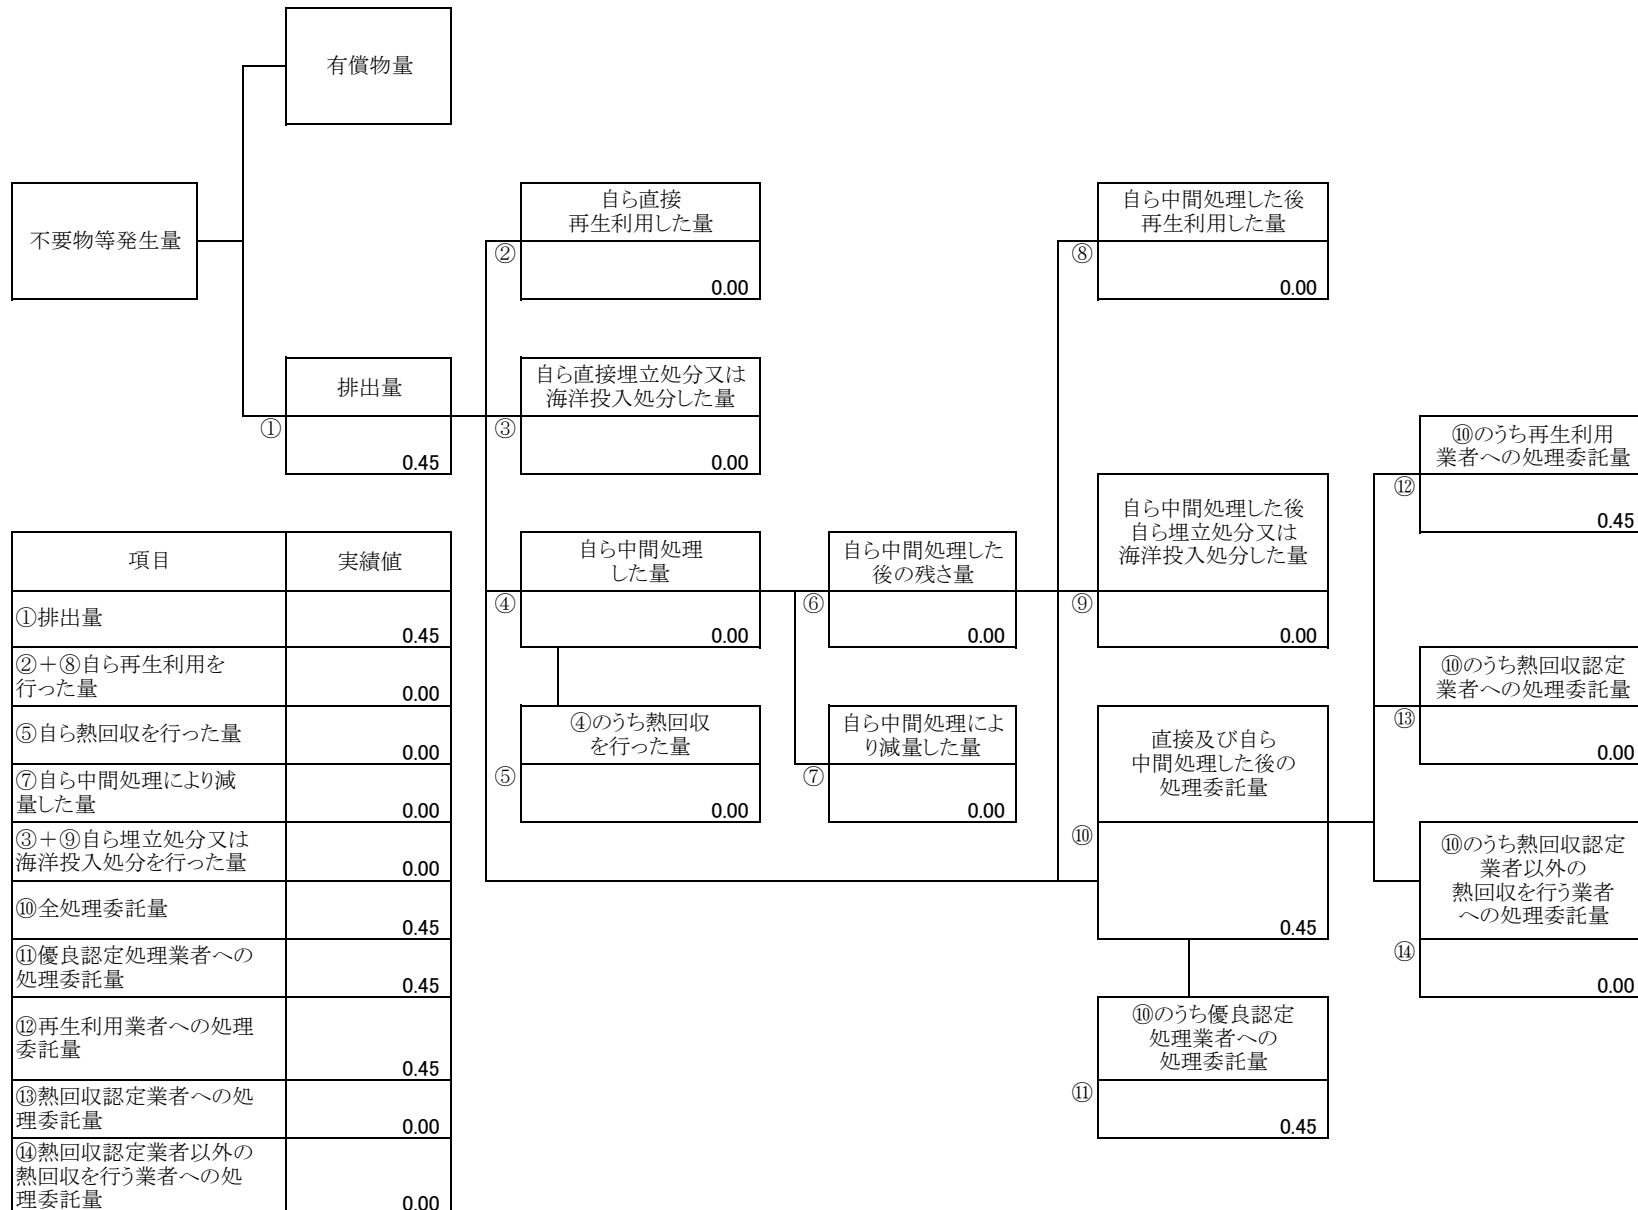 有償物量
不要物等発生量
自ら直接
再生利用した量
②
0.00
自ら中間処理した後
再生利用した量
⑧
0.00
排出量
①
0.45
自ら直接埋立処分又は
海洋投入処分した量
③
0.00
⑩のうち再生利用
業者への処理委託量
⑫
0.45
自ら中間処理
した量
④
0.00
自ら中間処理した
後の残さ量
⑥
0.00
自ら中間処理した後
自ら埋立処分又は
海洋投入処分した量
⑨
0.00
⑩のうち熱回収認定
業者への処理委託量
⑬
0.00
④のうち熱回収
を行った量
⑤
0.00
自ら中間処理によ
り減量した量
⑦
0.00
直接及び自ら
中間処理した後の
処理委託量
⑩
0.45
⑩のうち熱回収認定
業者以外の
熱回収を行う業者
への処理委託量
⑭
0.00
⑩のうち優良認定
処理業者への
処理委託量
⑪
0.45
項目 実績値
①排出量
0.45
②＋⑧自ら再生利用を
行った量
0.00
⑤自ら熱回収を行った量
0.00
⑦自ら中間処理により減
量した量
0.00
③＋⑨自ら埋立処分又は
海洋投入処分を行った量
0.00
⑩全処理委託量
0.45
⑪優良認定処理業者への
処理委託量
0.45
⑫再生利用業者への処理
委託量
0.45
⑬熱回収認定業者への処
理委託量
0.00
⑭熱回収認定業者以外の
熱回収を行う業者への処
理委託量
0.00